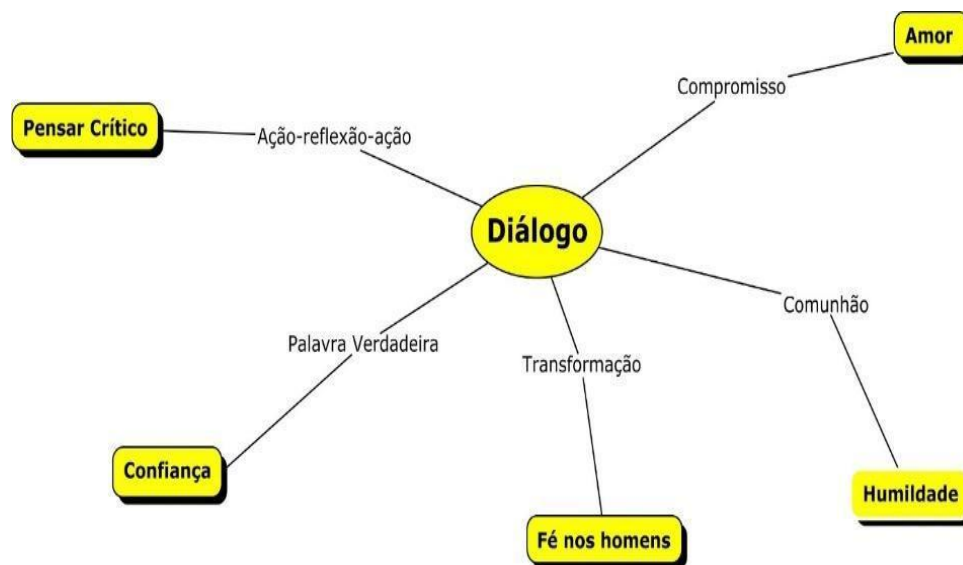 Amor
Compromisso
Pensar Crítico
Ação-reflexão-ação
Diálogo
Comunhão
Palavra Verdadeira
Transformação
Confiança
Humildade
Fé nos homens